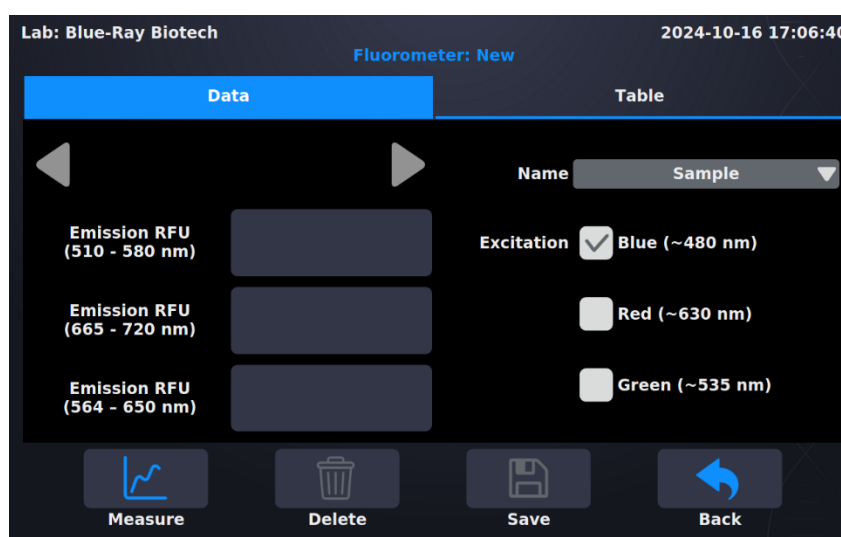 Lab: Blue-Ray Biotech
2024-10-16 17:06:40
Fluorometer: New
Data
Table
Name
Sample
Emission RFU
(510 - 580 nm)
Excitation
Blue (~480 nm)
Emission RFU
(665 - 720 nm)
Red (~630 nm)
Emission RFU
(564 - 650 nm)
Green (~535 nm)
Measure
Delete
Save
Back